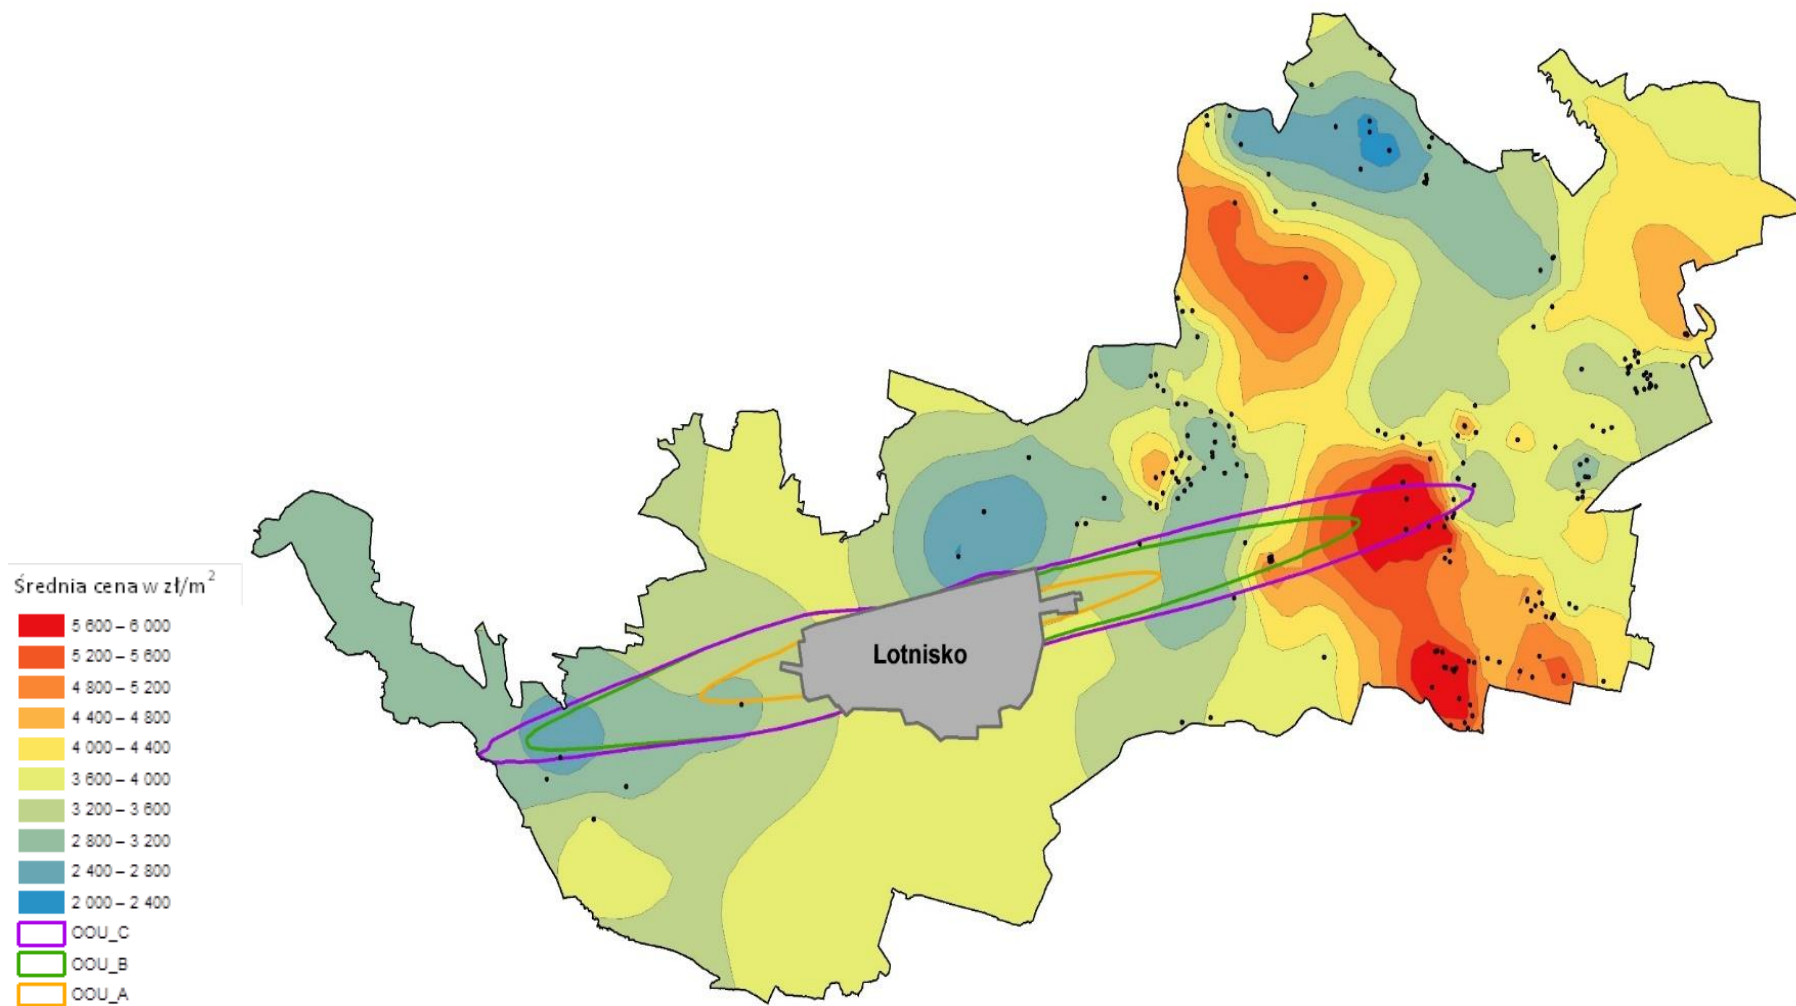 Średnia cena w zł/m²
5 600 – 6 000
5 200 – 5 600
4 800 – 5 200
4 400 – 4 800
4 000 – 4 400
3 600 – 4 000
3 200 – 3 600
2 800 – 3 200
2 400 – 2 800
2 000 – 2 400
OOU_C
OOU_B
OOU_A
Lotnisko